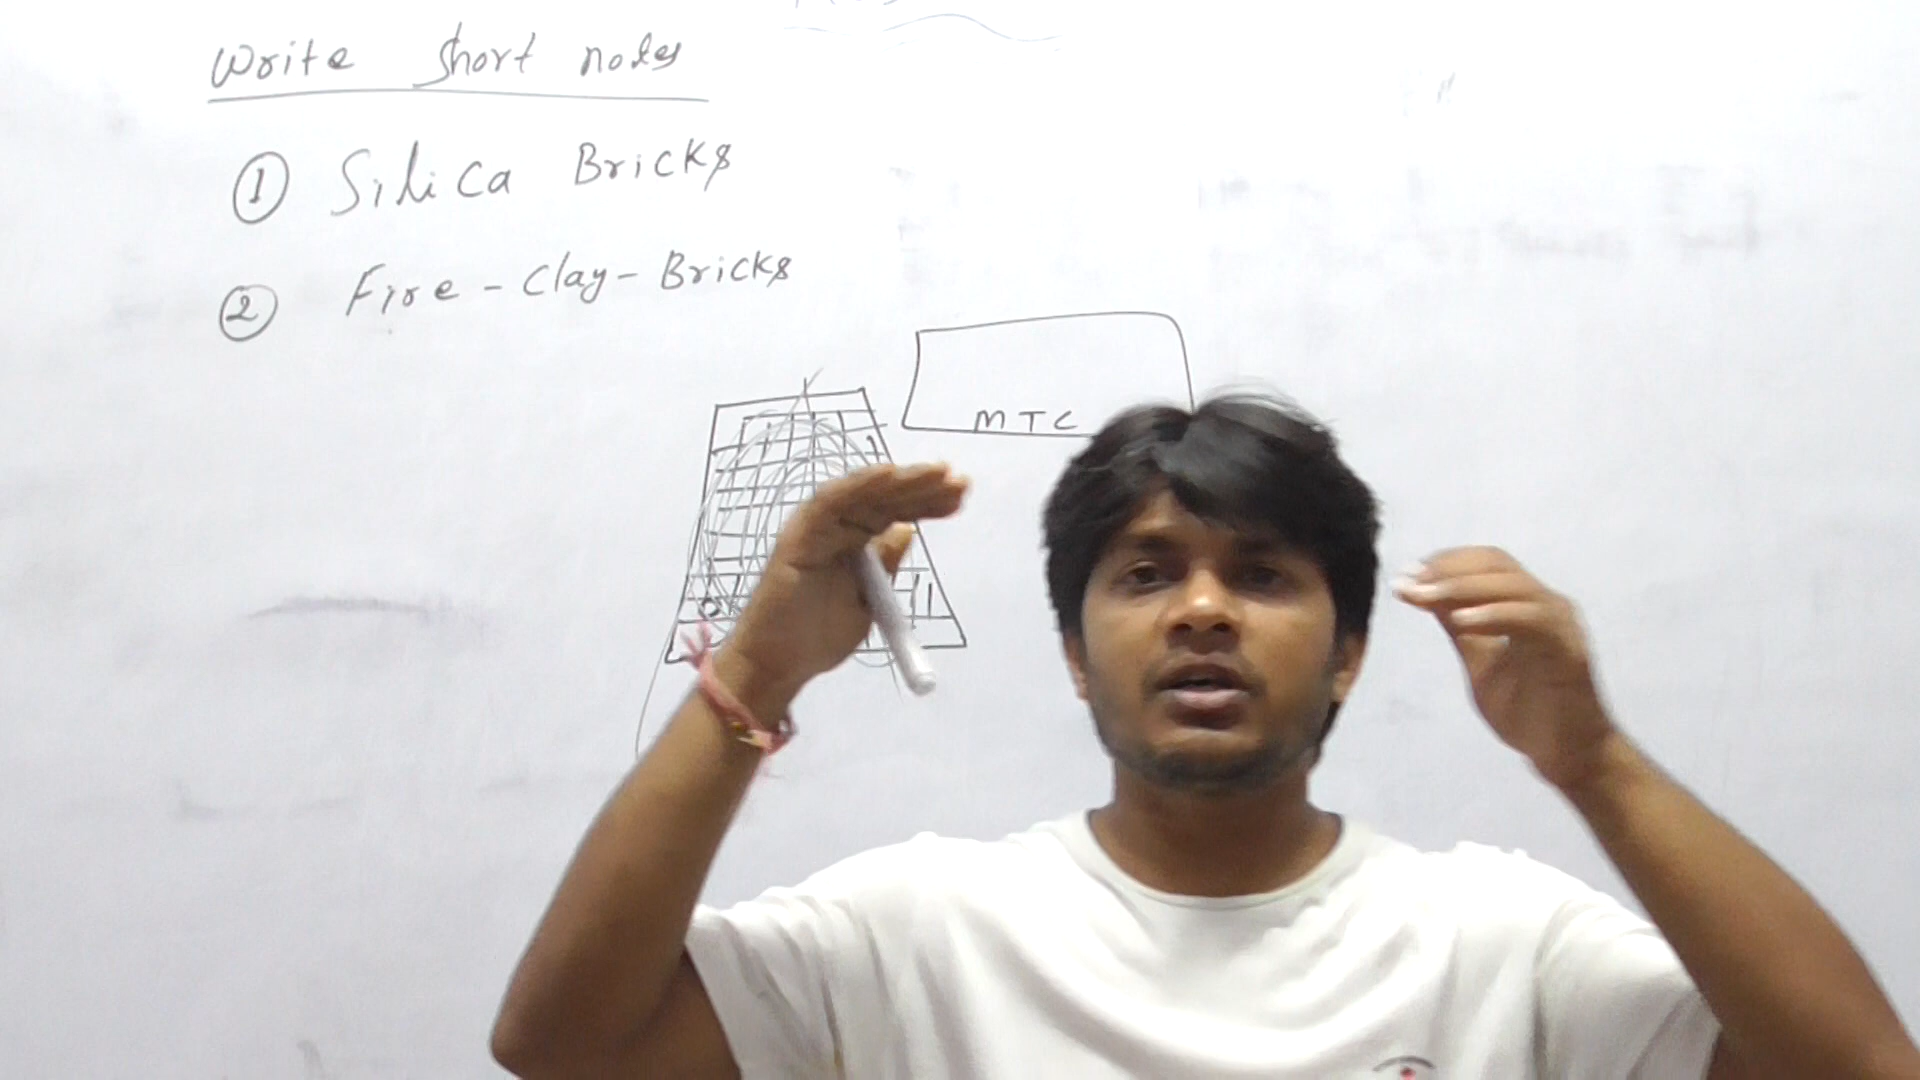 Write short notes
① Silica Bricks
② Fire - Clay - Bricks
MTC